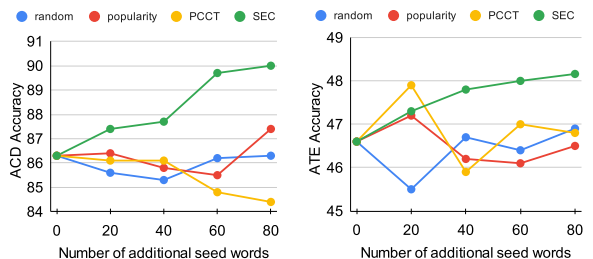 random popularity PCCT SEC
ACD Accuracy
91
90
89
88
87
86
85
84
0 20 40 60 80
Number of additional seed words
random popularity PCCT SEC
ATE Accuracy
49
48
47
46
45
0 20 40 60 80
Number of additional seed words